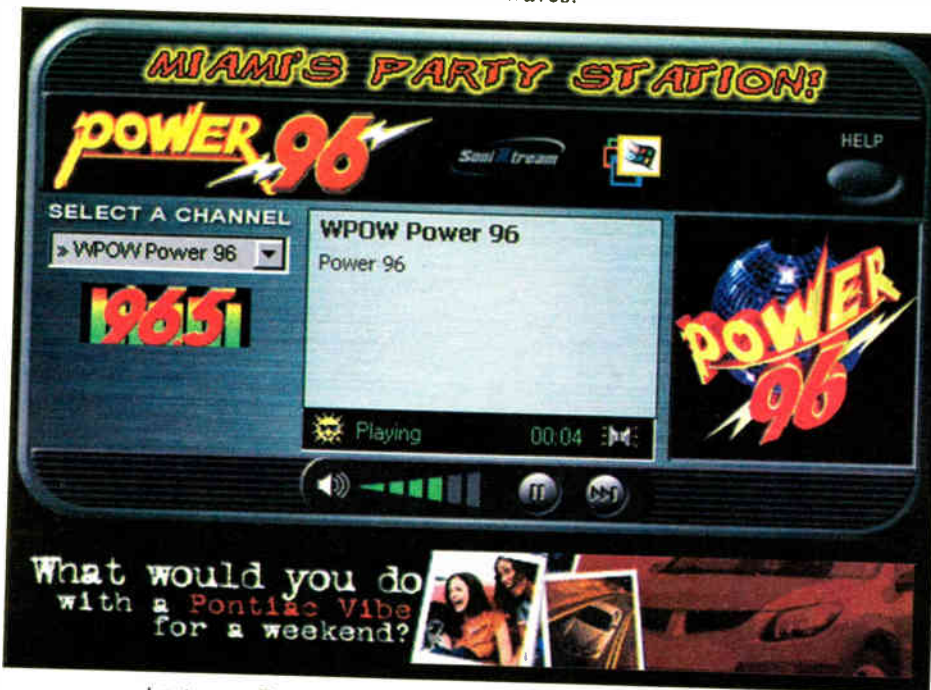 MIAMI'S PARTY STATION!
POWER 96
SoniXtream
HELP
SELECT A CHANNEL
» WPOW Power 96
96.5
WPOW Power 96
Power 96
Playing 00:04
POWER 96
What would you do
with a Pontiac Vibe
for a weekend?